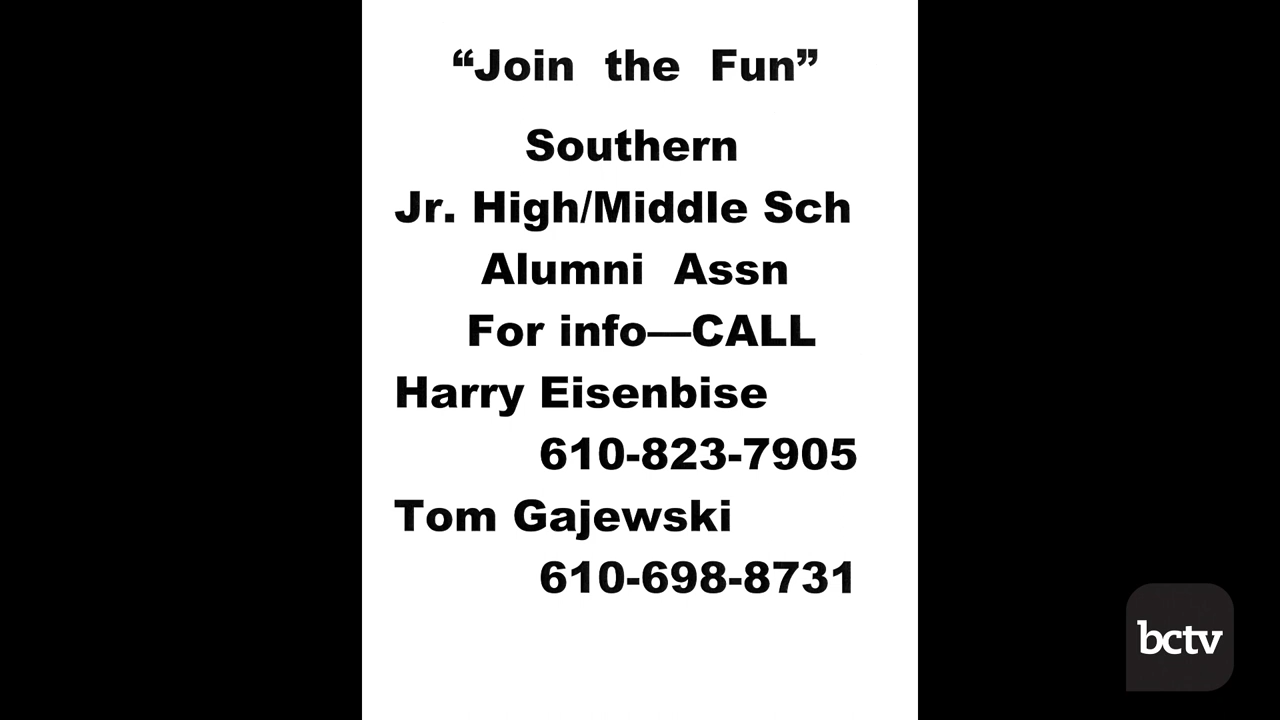 “Join the Fun”
Southern
Jr. High/Middle Sch
Alumni Assn
For info—CALL
Harry Eisenbise
610-823-7905
Tom Gajewski
610-698-8731
bctv